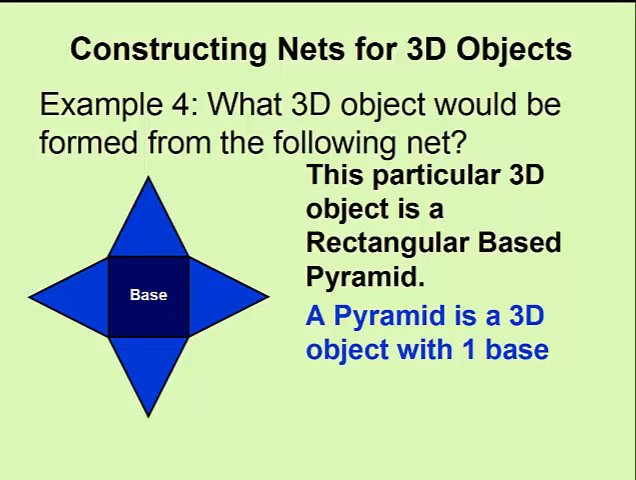 Constructing Nets for 3D Objects
Example 4: What 3D object would be
formed from the following net?
This particular 3D
object is a
Rectangular Based
Pyramid.
A Pyramid is a 3D
object with 1 base
Base